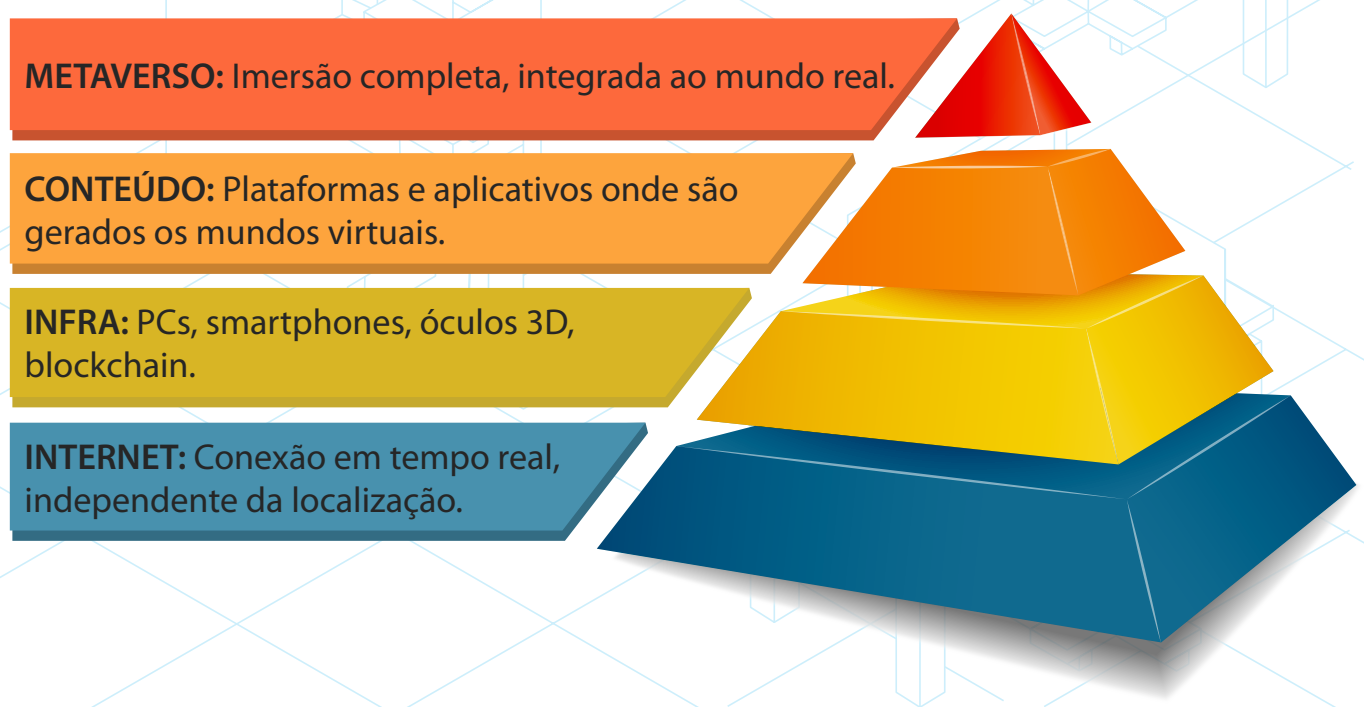 METAVERSO: Imersão completa, integrada ao mundo real.
CONTEÚDO: Plataformas e aplicativos onde são
gerados os mundos virtuais.
INFRA: PCs, smartphones, óculos 3D,
blockchain.
INTERNET: Conexão em tempo real,
independente da localização.